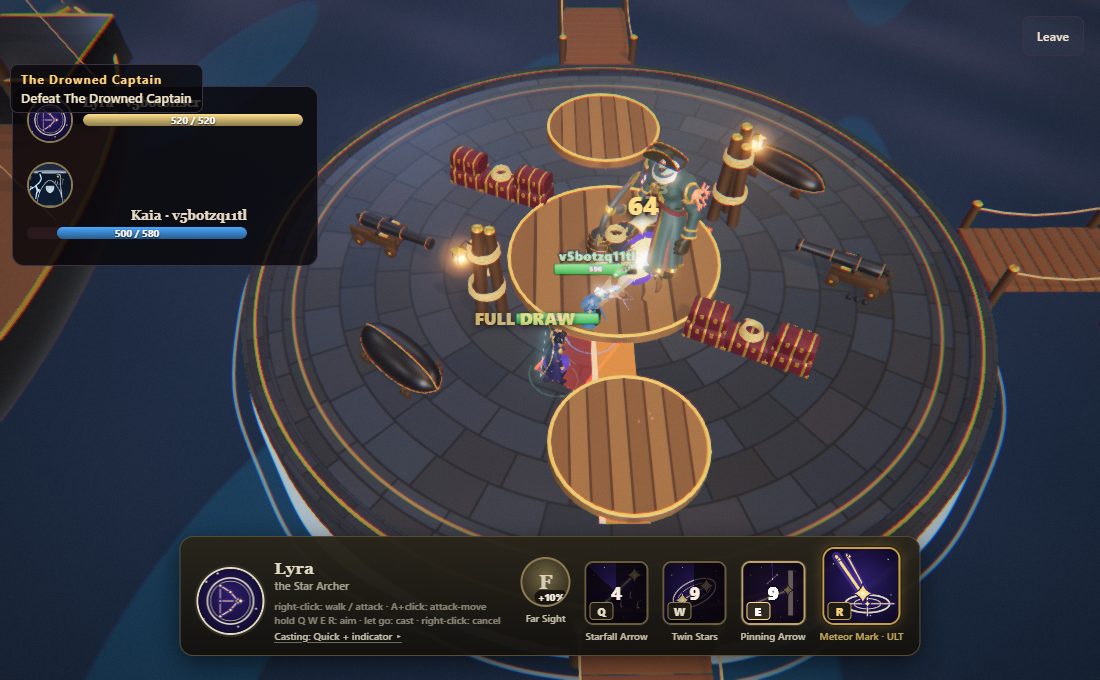 Leave
The Drowned Captain
Defeat The Drowned Captain
520 / 520
Kaia · v5botzq11tl
500 / 580
64
v5botzq11tl
500
FULL DRAW
Lyra
the Star Archer
right-click: walk / attack · A+click: attack-move
hold Q W E R: aim · let go: cast · right-click: cancel
Casting: Quick + indicator ▸
F
+10%
Far Sight
4
Q
Starfall Arrow
9
W
Twin Stars
9
E
Pinning Arrow
R
Meteor Mark · ULT